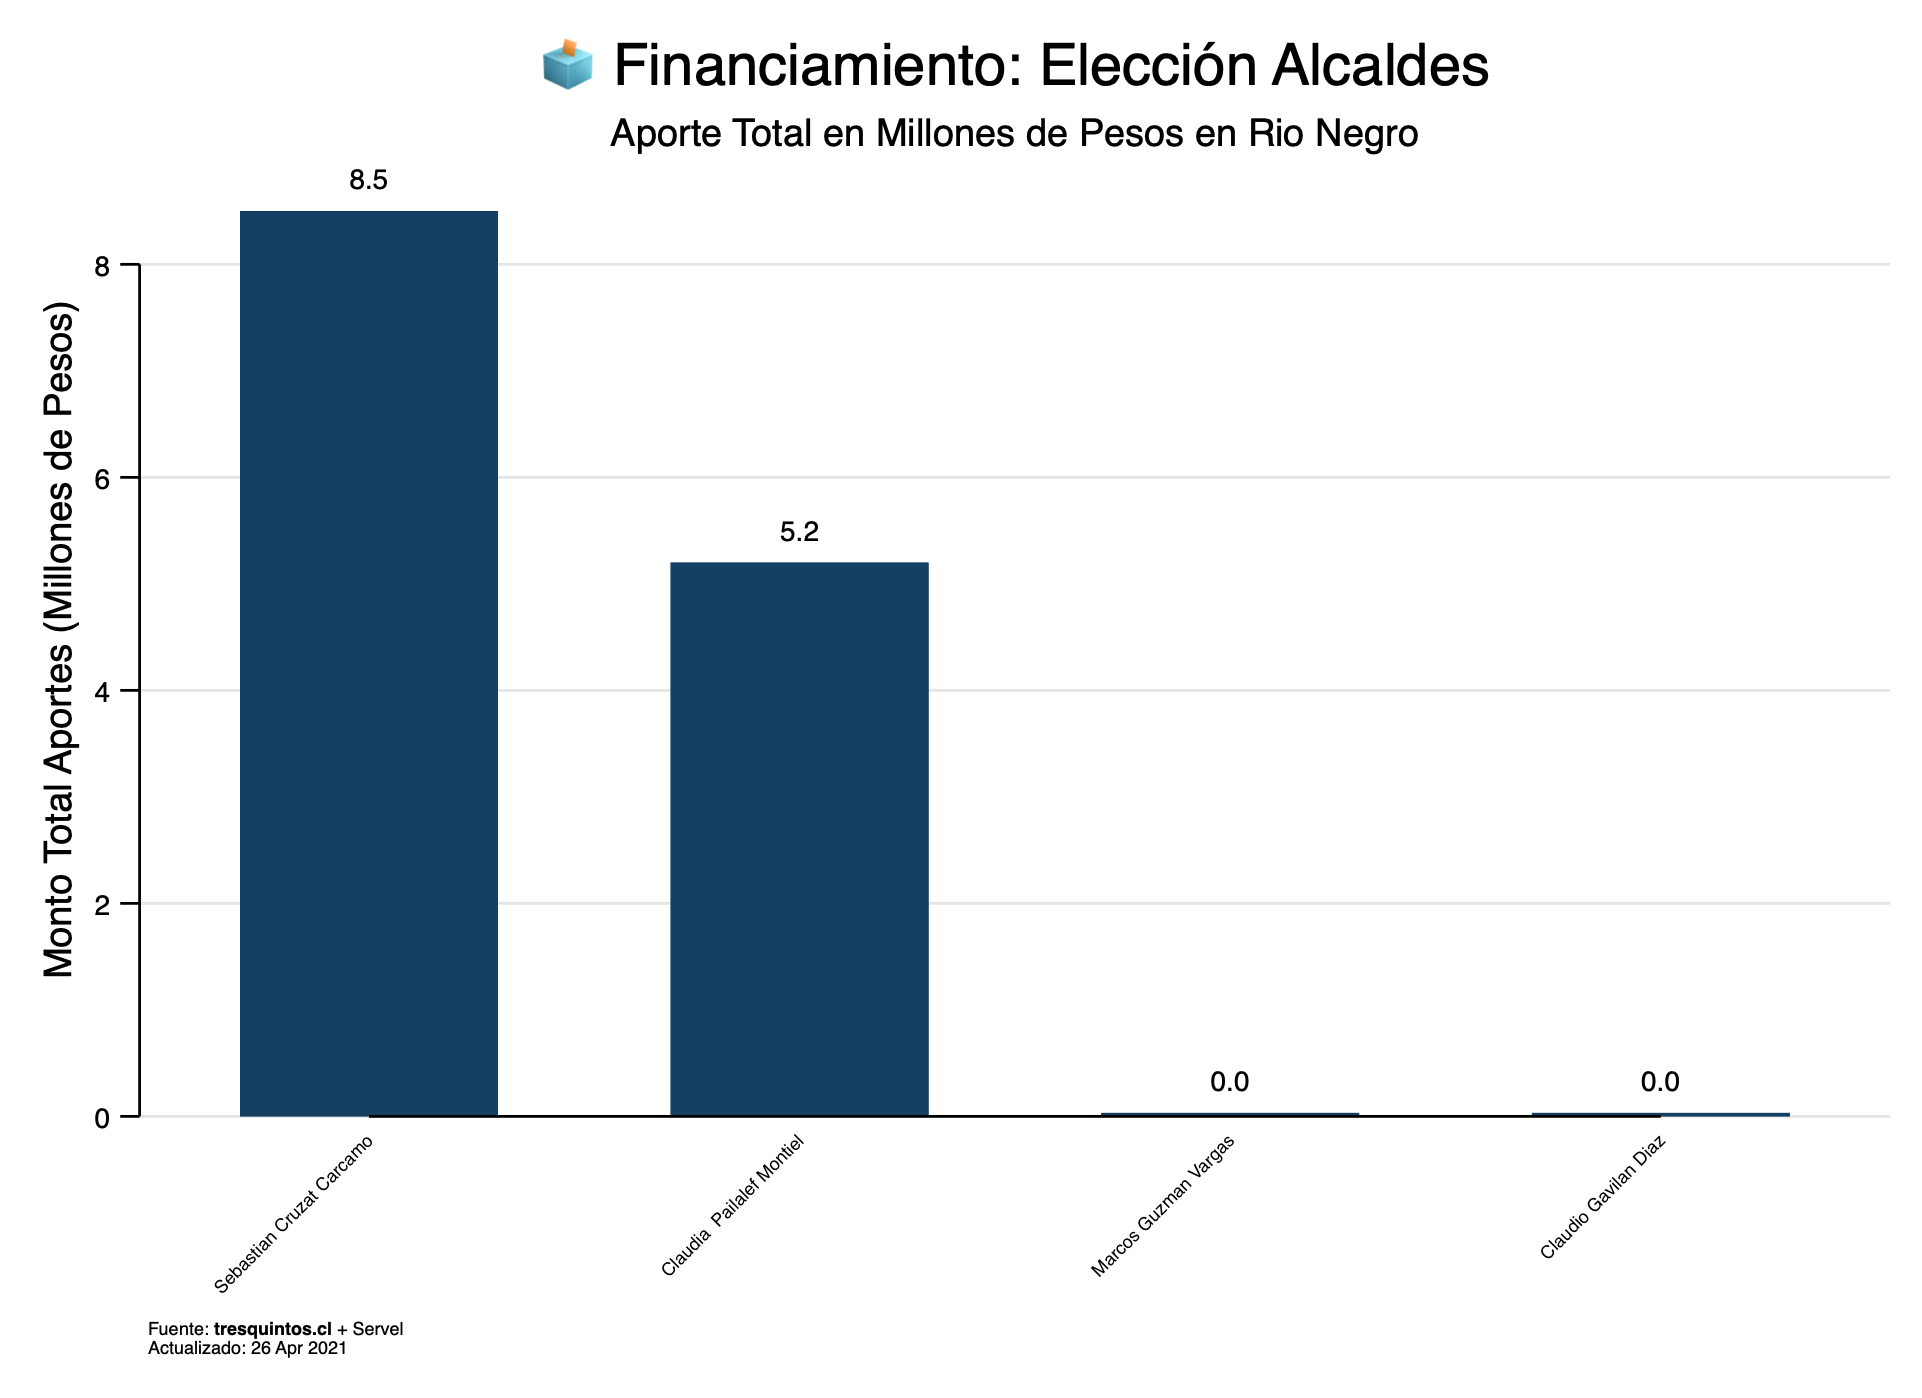 Financiamiento: Elección Alcaldes
Aporte Total en Millones de Pesos en Rio Negro
Monto Total Aportes (Millones de Pesos)
8
6
4
2
0
8.5
5.2
0.0
0.0
Sebastian Cruzat Carcamo
Claudia  Pailalef Montiel
Marcos Guzman Vargas
Claudio Gavilan Diaz
Fuente: tresquintos.cl + Servel
Actualizado: 26 Apr 2021